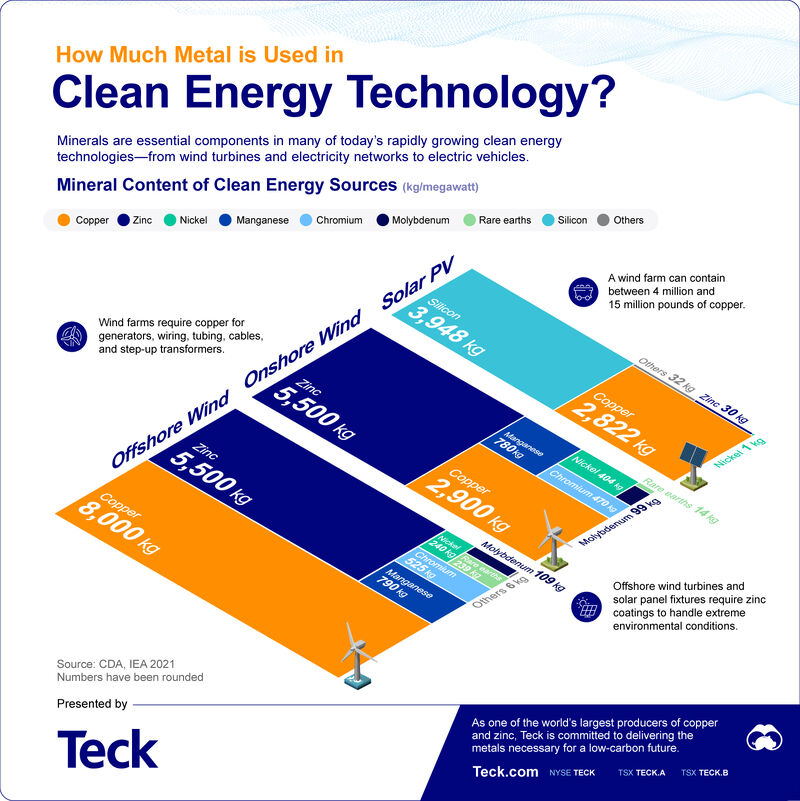 How Much Metal is Used in
Clean Energy Technology?
Minerals are essential components in many of today's rapidly growing clean energy
technologies—from wind turbines and electricity networks to electric vehicles.
Mineral Content of Clean Energy Sources (kg/megawatt)
Copper Zinc Nickel Manganese Chromium Molybdenum Rare earths Silicon Others
A wind farm can contain
between 4 million and
15 million pounds of copper.
Wind farms require copper for
generators, wiring, tubing, cables,
and step-up transformers.
Solar PV
Silicon
3,948 kg
Copper
2,822 kg
Others 32 kg
Zinc 30 kg
Nickel 1 kg
Onshore Wind
Zinc
5,500 kg
Copper
2,900 kg
Manganese
780 kg
Nickel 404 kg
Chromium 470 kg
Molybdenum 99 kg
Rare earths 14 kg
Offshore Wind
Zinc
5,500 kg
Copper
8,000 kg
Nickel
240 kg
Molybdenum 109 kg
Rare earths
239 kg
Chromium
525 kg
Others 6 kg
Manganese
790 kg
Offshore wind turbines and
solar panel fixtures require zinc
coatings to handle extreme
environmental conditions.
Source: CDA, IEA 2021
Numbers have been rounded
Presented by
Teck
As one of the world's largest producers of copper
and zinc, Teck is committed to delivering the
metals necessary for a low-carbon future.
Teck.com NYSE TECK TSX TECK.A TSX TECK.B